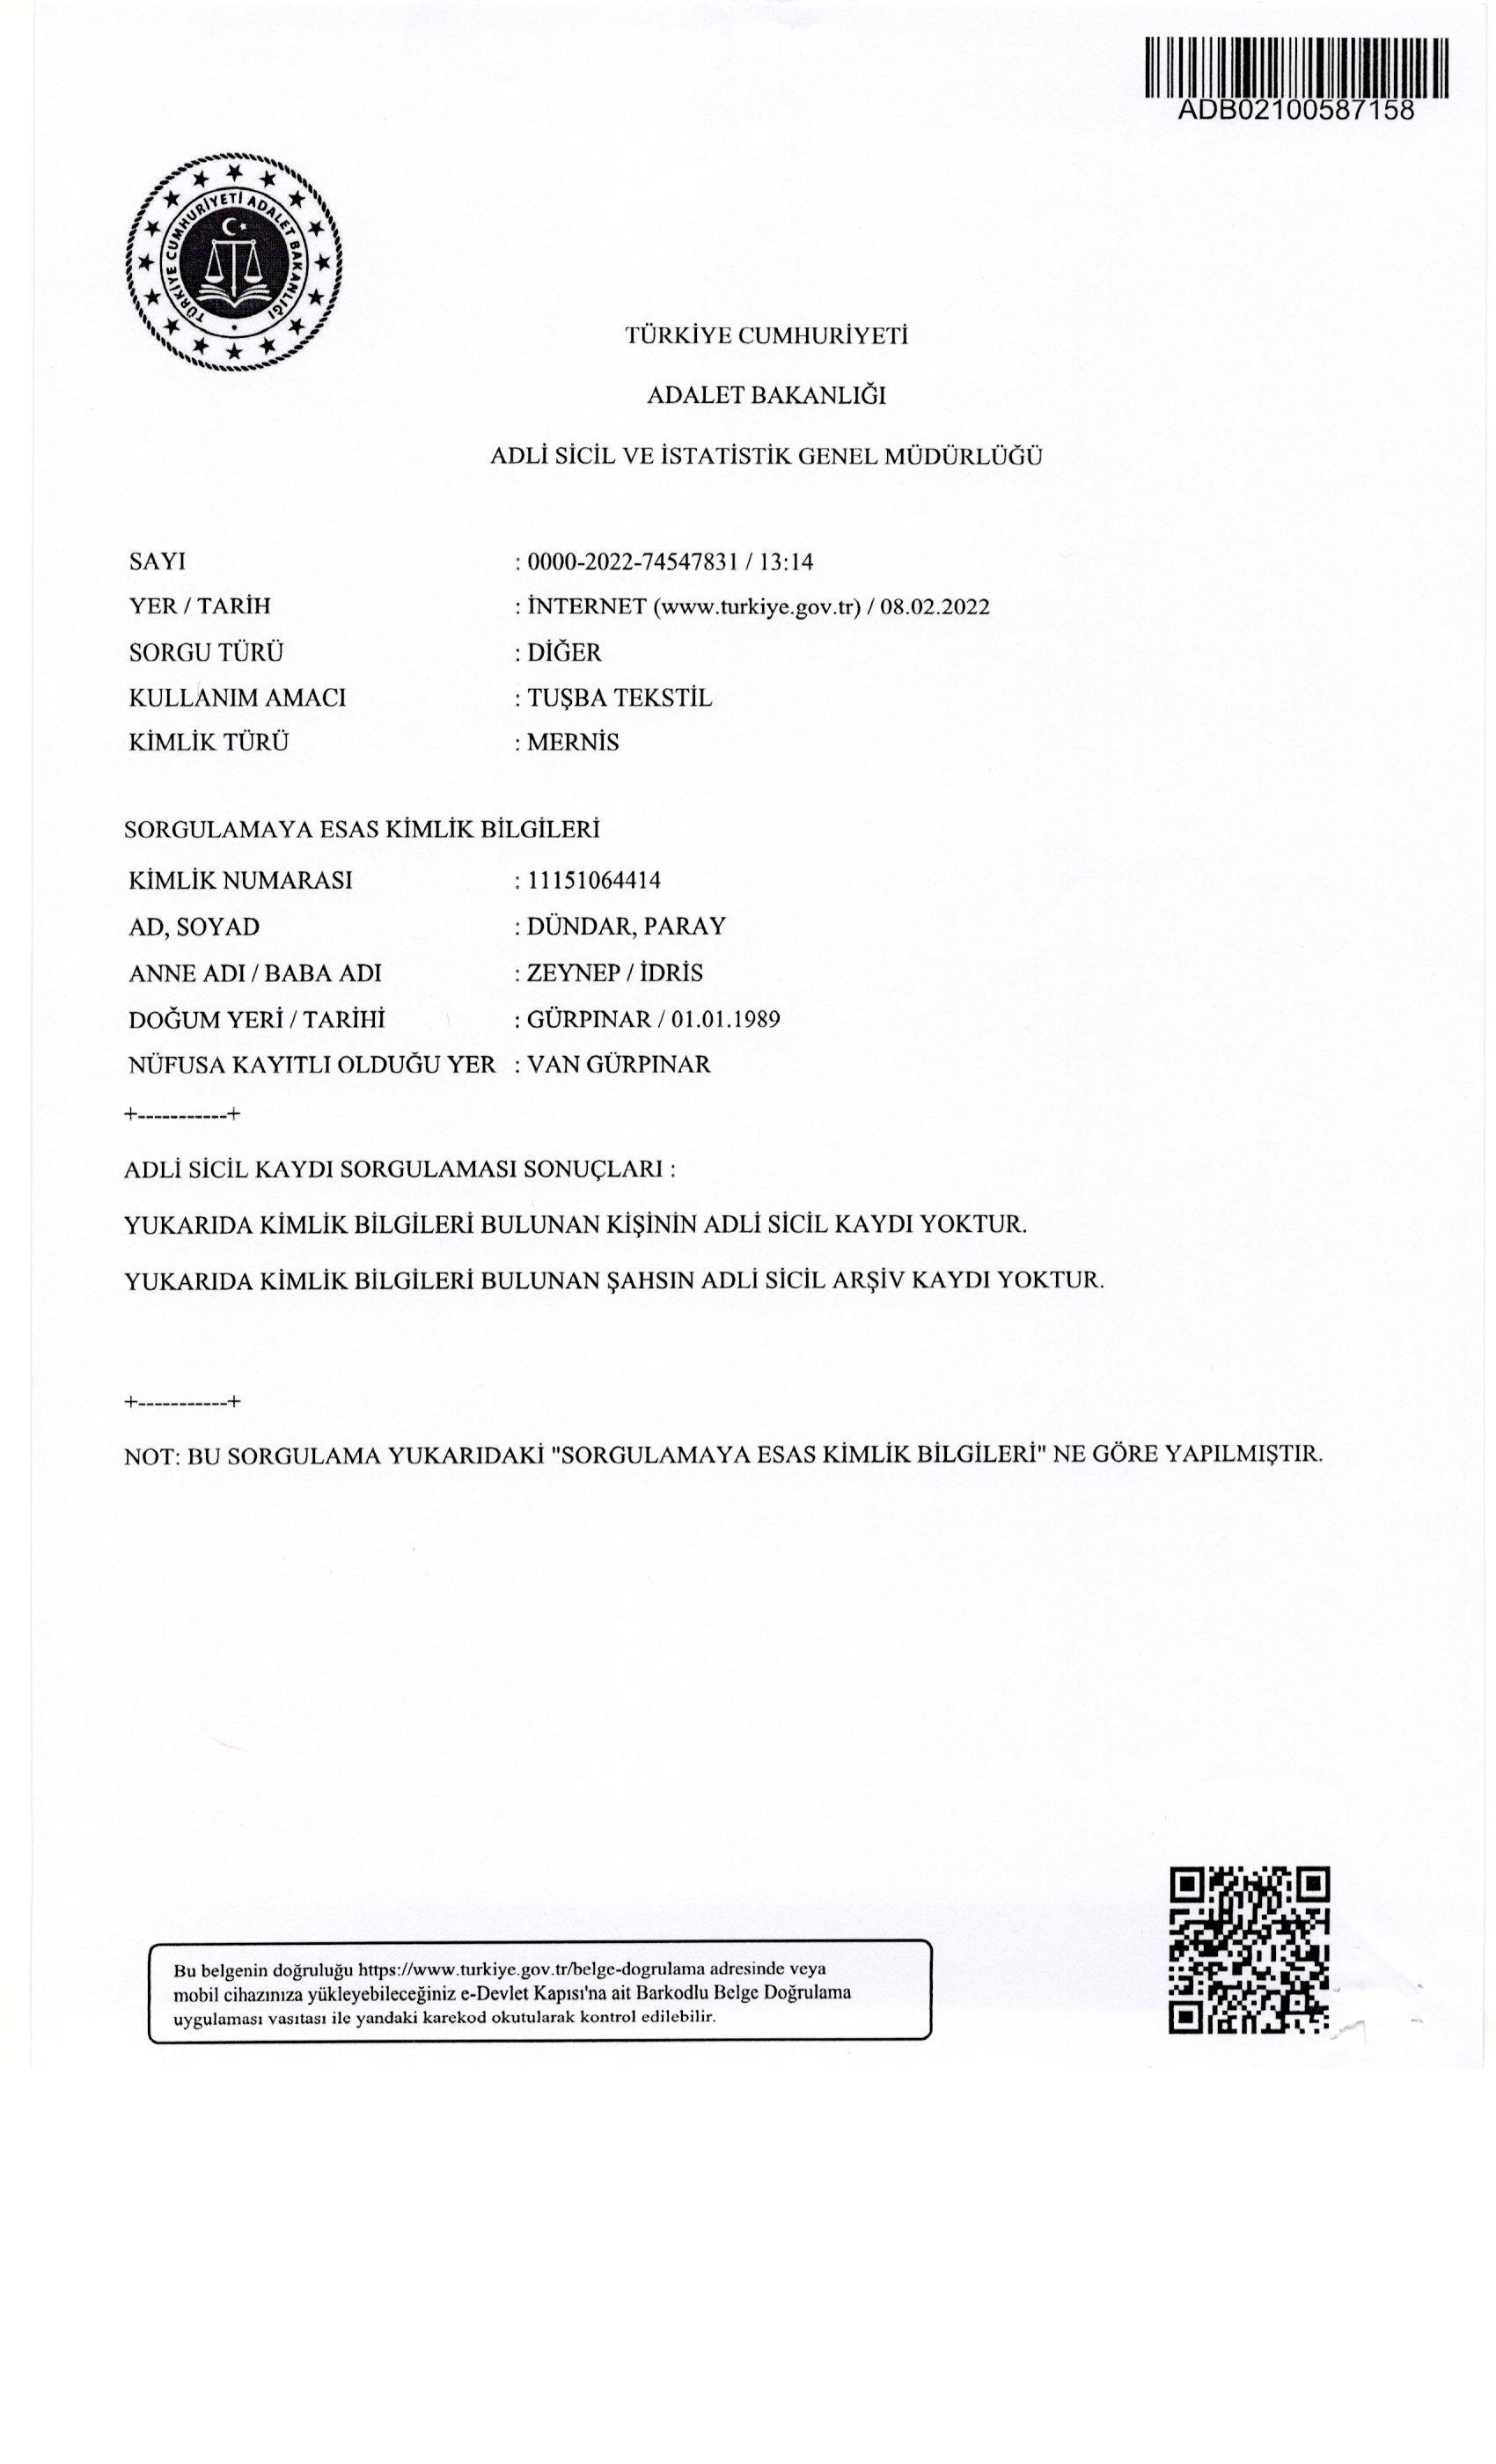 ADB02100587158
TÜRKİYE CUMHURİYETİ ADALET BAKANLIĞI
TÜRKİYE CUMHURİYETİ
ADALET BAKANLIĞI
ADLİ SİCİL VE İSTATİSTİK GENEL MÜDÜRLÜĞÜ
SAYI : 0000-2022-74547831 / 13:14
YER / TARİH : İNTERNET (www.turkiye.gov.tr) / 08.02.2022
SORGU TÜRÜ : DİĞER
KULLANIM AMACI : TUŞBA TEKSTİL
KİMLİK TÜRÜ : MERNİS
SORGULAMAYA ESAS KİMLİK BİLGİLERİ
KİMLİK NUMARASI : 11151064414
AD, SOYAD : DÜNDAR, PARAY
ANNE ADI / BABA ADI : ZEYNEP / İDRİS
DOĞUM YERİ / TARİHİ : GÜRPINAR / 01.01.1989
NÜFUSA KAYITLI OLDUĞU YER : VAN GÜRPINAR
+-----------+
ADLİ SİCİL KAYDI SORGULAMASI SONUÇLARI :
YUKARIDA KİMLİK BİLGİLERİ BULUNAN KİŞİNİN ADLİ SİCİL KAYDI YOKTUR.
YUKARIDA KİMLİK BİLGİLERİ BULUNAN ŞAHSIN ADLİ SİCİL ARŞİV KAYDI YOKTUR.
+-----------+
NOT: BU SORGULAMA YUKARIDAKİ "SORGULAMAYA ESAS KİMLİK BİLGİLERİ" NE GÖRE YAPILMIŞTIR.
Bu belgenin doğruluğu https://www.turkiye.gov.tr/belge-dogrulama adresinde veya
mobil cihazınıza yükleyebileceğiniz e-Devlet Kapısı'na ait Barkodlu Belge Doğrulama
uygulaması vasıtası ile yandaki karekod okutularak kontrol edilebilir.